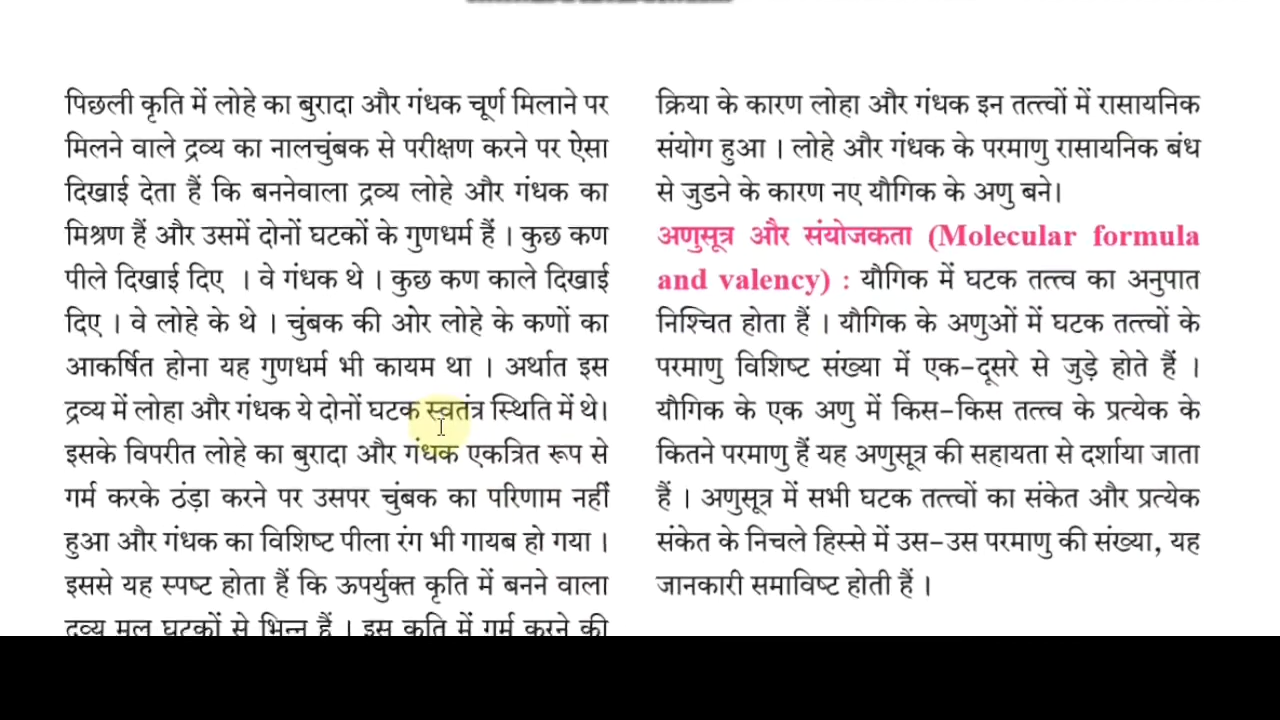 पिछली कृति में लोहे का बुरादा और गंधक चूर्ण मिलाने पर
मिलने वाले द्रव्य का नालचुंबक से परीक्षण करने पर ऐसा
दिखाई देता हैं कि बननेवाला द्रव्य लोहे और गंधक का
मिश्रण हैं और उसमें दोनों घटकों के गुणधर्म हैं । कुछ कण
पीले दिखाई दिए । वे गंधक थे । कुछ कण काले दिखाई
दिए । वे लोहे के थे । चुंबक की ओर लोहे के कणों का
आकर्षित होना यह गुणधर्म भी कायम था । अर्थात इस
द्रव्य में लोहा और गंधक ये दोनों घटक स्वतंत्र स्थिति में थे।
इसके विपरीत लोहे का बुरादा और गंधक एकत्रित रूप से
गर्म करके ठंड़ा करने पर उसपर चुंबक का परिणाम नहीं
हुआ और गंधक का विशिष्ट पीला रंग भी गायब हो गया ।
इससे यह स्पष्ट होता हैं कि ऊपर्युक्त कृति में बनने वाला
द्रव्य मूल घटकों से भिन्न हैं । इस कृति में गर्म करने की
क्रिया के कारण लोहा और गंधक इन तत्त्वों में रासायनिक
संयोग हुआ । लोहे और गंधक के परमाणु रासायनिक बंध
से जुडने के कारण नए यौगिक के अणु बने।
अणुसूत्र और संयोजकता (Molecular formula
and valency) : यौगिक में घटक तत्त्व का अनुपात
निश्चित होता हैं । यौगिक के अणुओं में घटक तत्त्वों के
परमाणु विशिष्ट संख्या में एक-दूसरे से जुड़े होते हैं ।
यौगिक के एक अणु में किस-किस तत्त्व के प्रत्येक के
कितने परमाणु हैं यह अणुसूत्र की सहायता से दर्शाया जाता
हैं । अणुसूत्र में सभी घटक तत्त्वों का संकेत और प्रत्येक
संकेत के निचले हिस्से में उस-उस परमाणु की संख्या, यह
जानकारी समाविष्ट होती हैं ।